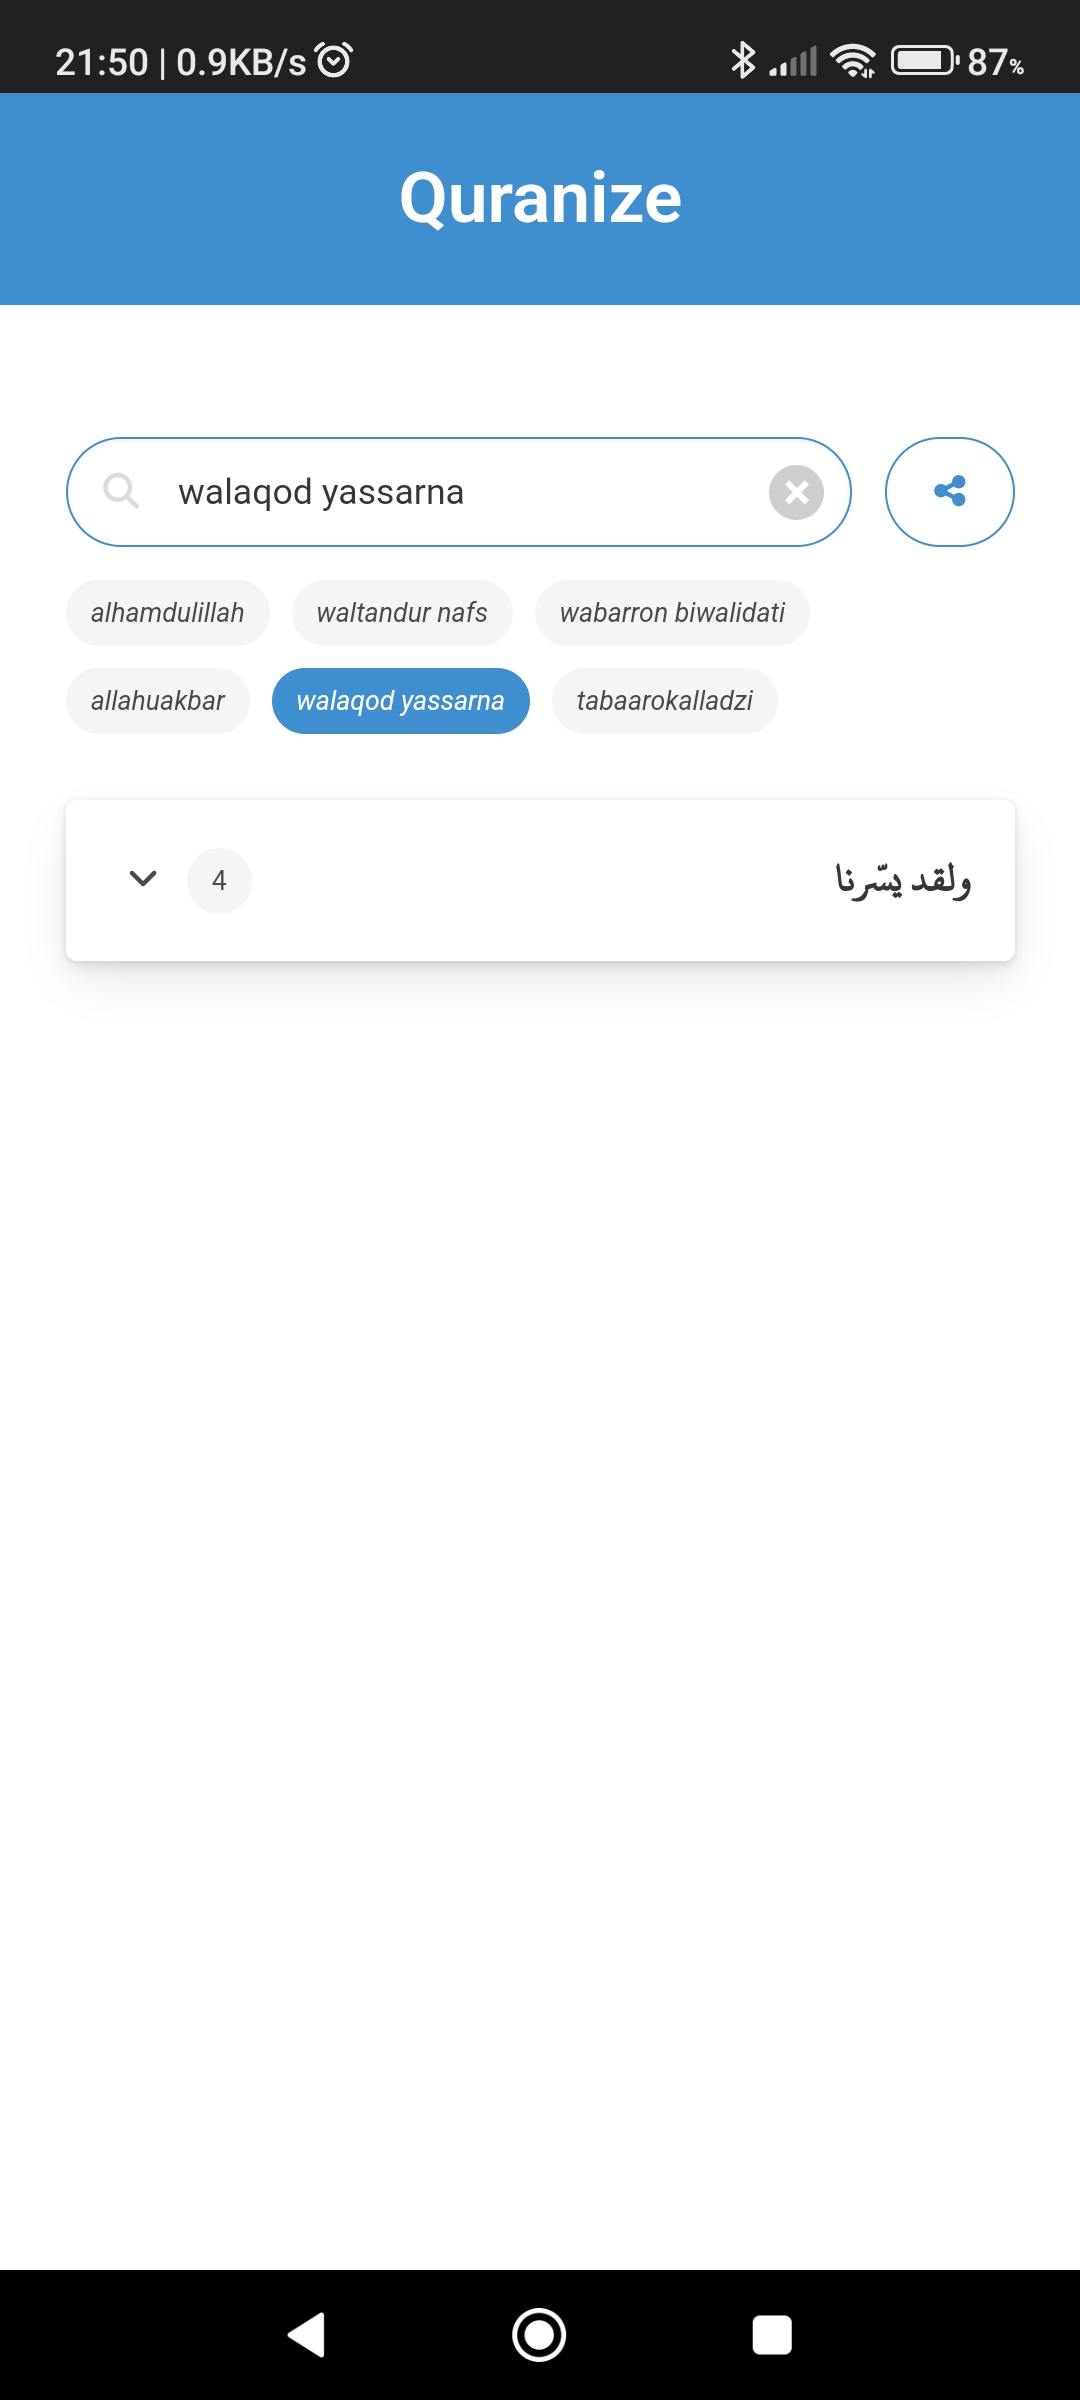 21:50 | 0.9KB/s 87%
Quranize
walaqod yassarna
alhamdulillah waltandur nafs wabarron biwalidati
allahuakbar walaqod yassarna tabaarokalladzi
4 ولقد يسّرنا